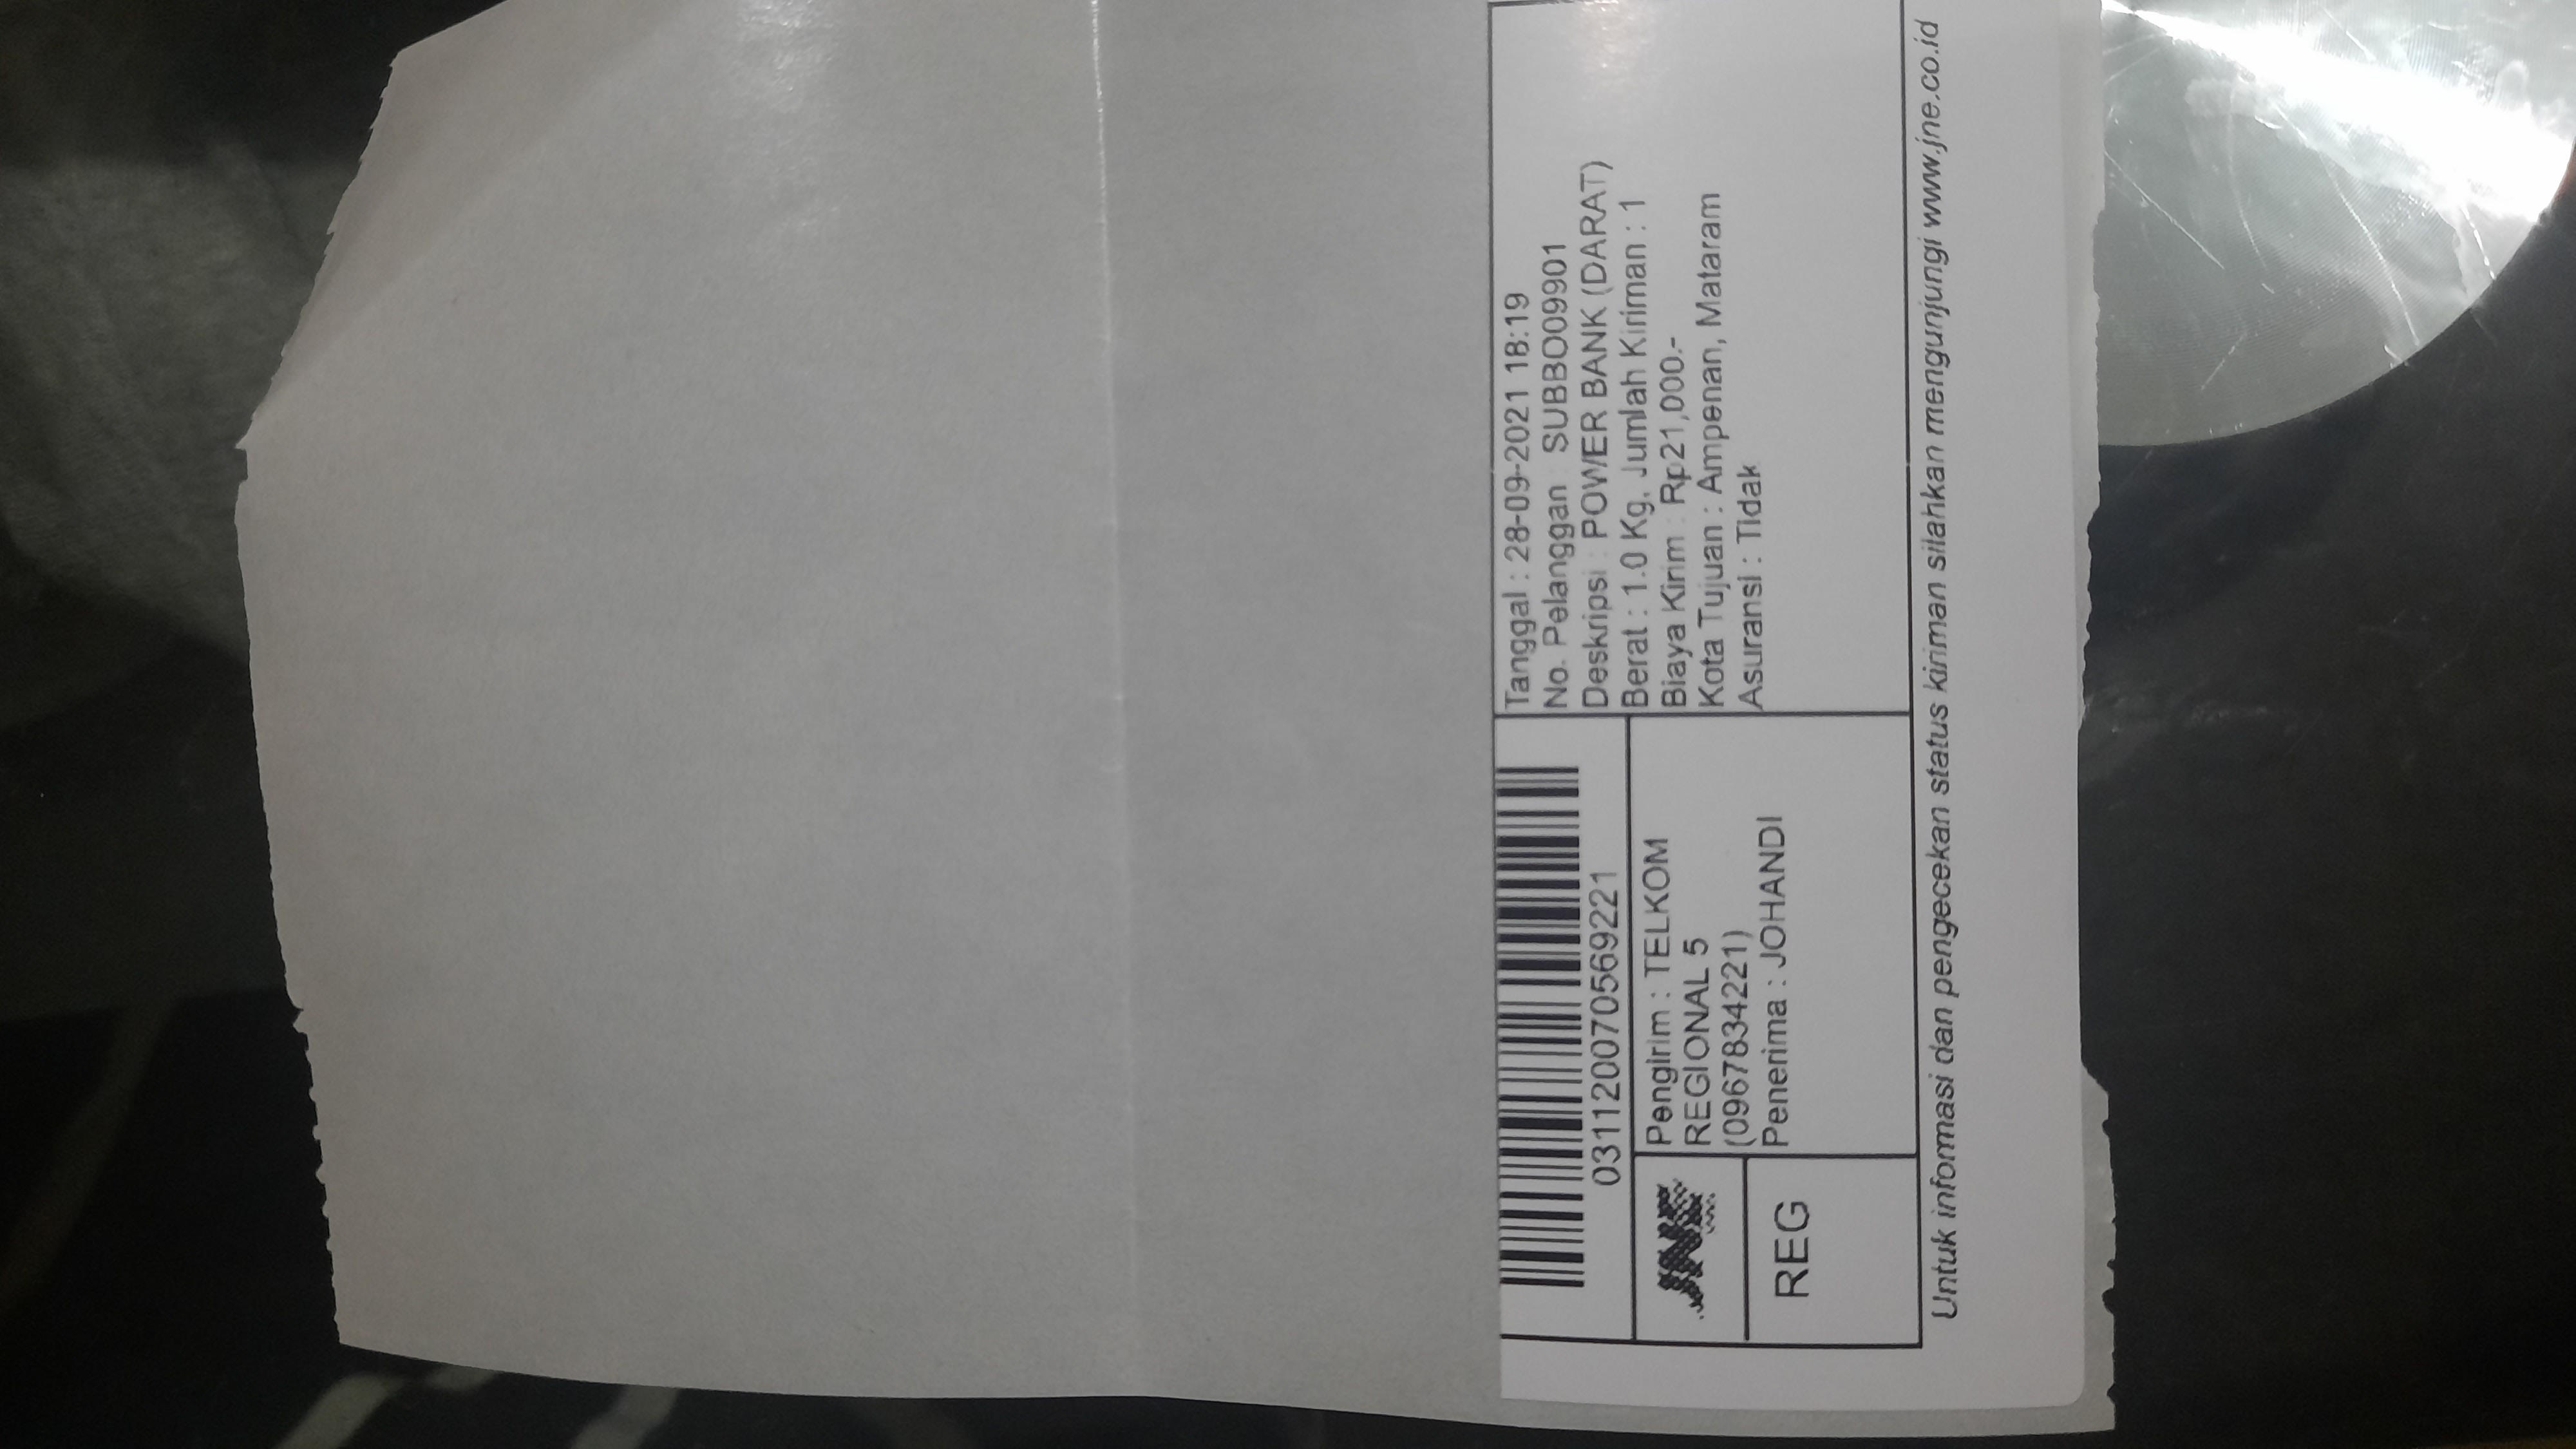 031120070569221
JNE
REG
Pengirim : TELKOM
REGIONAL 5
(0967834221)
Penerima : JOHANDI
Tanggal : 28-09-2021 18:19
No. Pelanggan : SUBBO09901
Deskripsi : POWER BANK (DARAT)
Berat : 1.0 Kg, Jumlah Kiriman : 1
Biaya Kirim : Rp21,000.-
Kota Tujuan : Ampenan, Mataram
Asuransi : Tidak
Untuk informasi dan pengecekan status kiriman silahkan mengunjungi www.jne.co.id